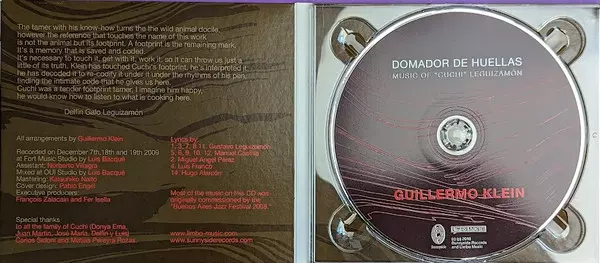 The tamer with his know-how turns the wild animal docile,
however the reference that touches the name of this work
is not the animal but its footprint. A footprint is the remaining mark,
It's a memory that is saved and coded.
It's necessary to touch it, get with it, work it, so it can throw us just a
little of its truth. Klein has touched Cuchi's footprint, he's interpreted it,
he has decoded it to re-codify it under the rhythms of his pen,
finding the intimate code he gives us here.
Cuchi was a tender footprint tamer, I imagine him happy,
he would know how to listen to what is cooking here.
Delfín Galo Leguizamón
All arrangements by Guillermo Klein
Recorded on December 7th,18th and 19th 2009
at Fort Music Studio by Luis Bacqué
Assistant: Norberto Villagra
Mixed at OUI Studio by Luis Bacqué
Mastering: Katsuhiko Naito
Cover design: Pablo Engel
Executive producers:
François Zalacain and Fer Isella
Special thanks
to all the family of Cuchi (Donya Ema,
Juan Martín, José María, Delfín y Luis)
Carlos Sidoni and Matías Pereyra Rozas
Lyrics by
1, 3, 7, 9 11, Gustavo Leguizamón
5, 6, 8, 10, 12, Manuel Castilla
2, Miguel Angel Pérez
4, Luis Franco
14, Hugo Alarcón
Most of the music on this CD was
originally commissioned by the
"Buenos Aires Jazz Festival 2008."
www.limbo-music.com
www.sunnysiderecords.com
DOMADOR DE HUELLAS
MUSIC OF "CUCHI" LEGUIZAMÓN
GUILLERMO KLEIN
Sunnyside
Sunnyside Records
and Limbo Music